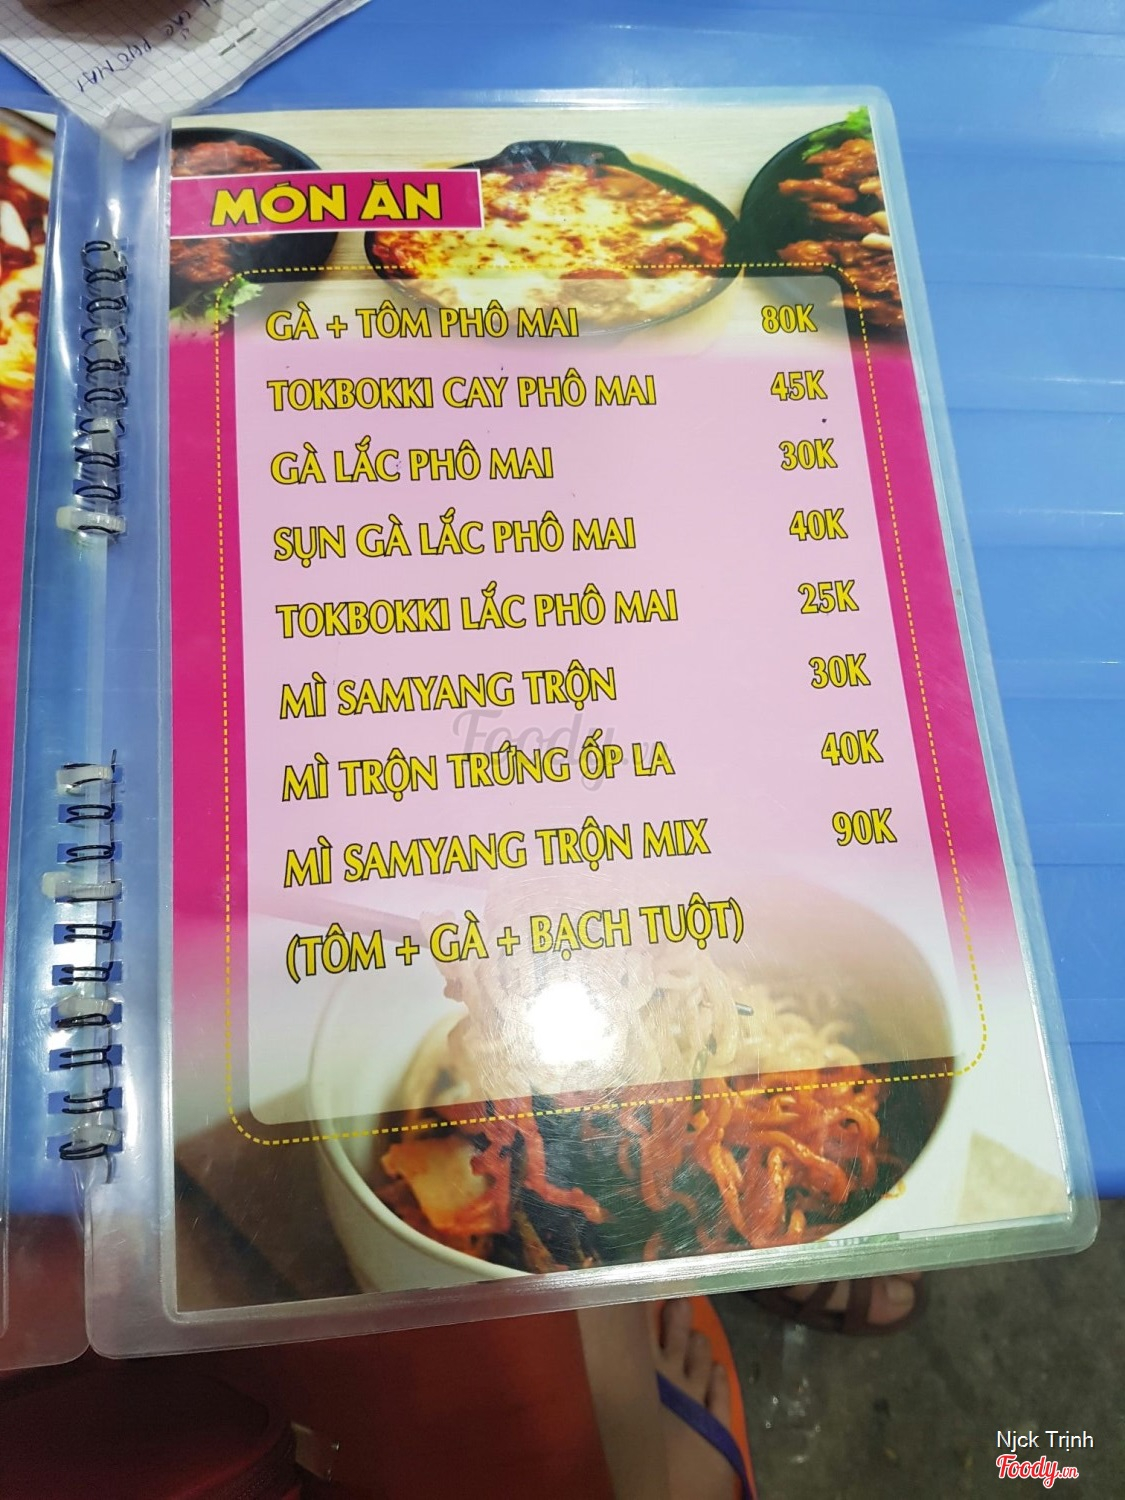 MÓN ĂN
GÀ + TÔM PHÔ MAI 80K
TOKBOKKI CAY PHÔ MAI 45K
GÀ LẮC PHÔ MAI 30K
SỤN GÀ LẮC PHÔ MAI 40K
TOKBOKKI LẮC PHÔ MAI 25K
MÌ SAMYANG TRỘN 30K
MÌ TRỘN TRỨNG ỐP LA 40K
MÌ SAMYANG TRỘN MIX 90K
(TÔM + GÀ + BẠCH TUỘT)
Foody.vn
Njck Trịnh
Foody.vn